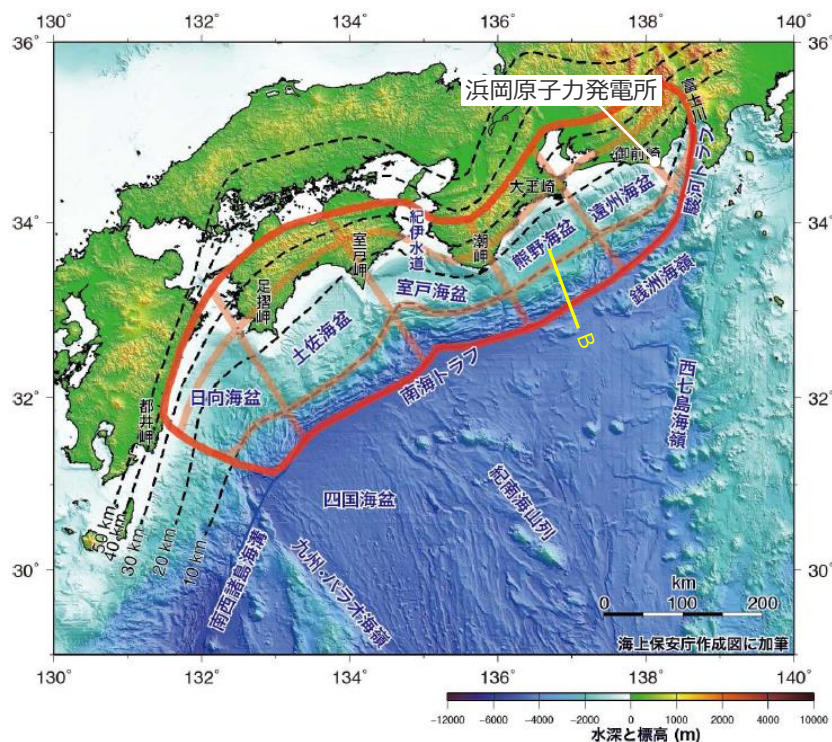 130°
132°
134°
136°
138°
140°
36°
34°
32°
30°
浜岡原子力発電所
富士川
駿河トラフ
御前崎
遠州海盆
大王崎
熊野海盆
潮岬
紀伊水道
室戸岬
室戸海盆
銭洲海嶺
足摺岬
土佐海盆
B
日向海盆
南海トラフ
西七島海嶺
都井岬
四国海盆
紀南海山列
50 km
40 km
30 km
20 km
10 km
南西諸島海溝
九州・パラオ海嶺
km
0 100 200
海上保安庁作成図に加筆
130°
132°
134°
136°
138°
140°
-12000 -6000 -4000 -2000 0 200 1000 2000 4000 10000
水深と標高 (m)